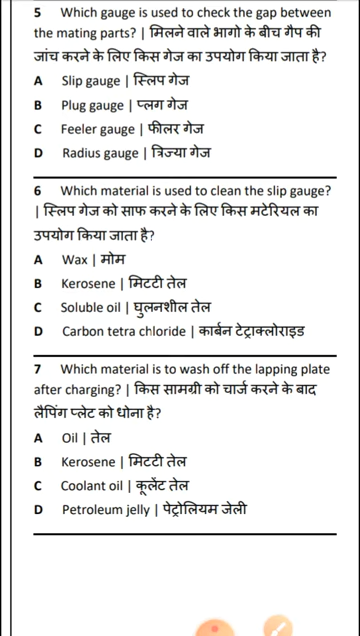 5 Which gauge is used to check the gap between
the mating parts? | मिलने वाले भागो के बीच गैप की
जांच करने के लिए किस गेज का उपयोग किया जाता है?
A Slip gauge | स्लिप गेज
B Plug gauge | प्लग गेज
C Feeler gauge | फीलर गेज
D Radius gauge | त्रिज्या गेज
6 Which material is used to clean the slip gauge?
| स्लिप गेज को साफ करने के लिए किस मटेरियल का
उपयोग किया जाता है?
A Wax | मोम
B Kerosene | मिटटी तेल
C Soluble oil | घुलनशील तेल
D Carbon tetra chloride | कार्बन टेट्राक्लोराइड
7 Which material is to wash off the lapping plate
after charging? | किस सामग्री को चार्ज करने के बाद
लैपिंग प्लेट को धोना है?
A Oil | तेल
B Kerosene | मिटटी तेल
C Coolant oil | कूलेंट तेल
D Petroleum jelly | पेट्रोलियम जेली